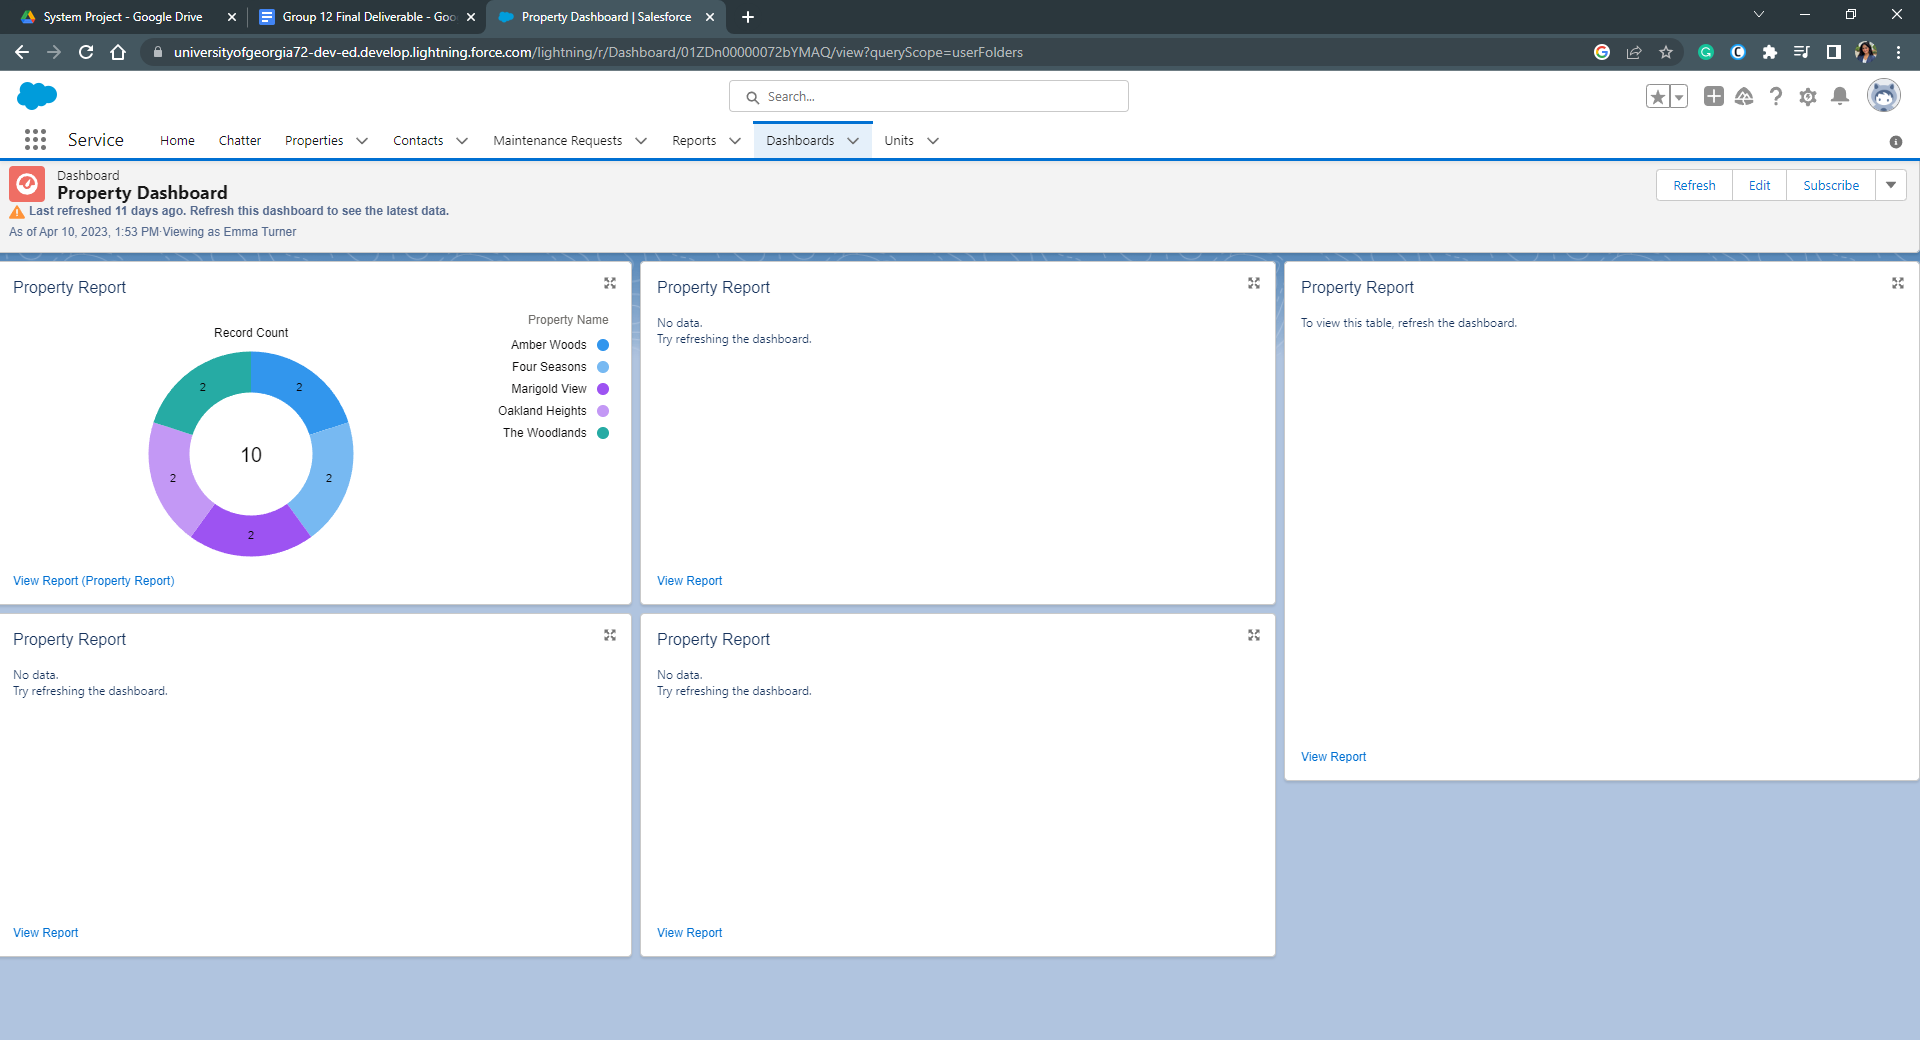 System Project - Google Drive
Group 12 Final Deliverable - Goo
Property Dashboard | Salesforce
universityofgeorgia72-dev-ed.develop.lightning.force.com/lightning/r/Dashboard/01ZDn00000072bYMAQ/view?queryScope=userFolders
Search...
Service
Home
Chatter
Properties
Contacts
Maintenance Requests
Reports
Dashboards
Units
Dashboard
Property Dashboard
Last refreshed 11 days ago. Refresh this dashboard to see the latest data.
As of Apr 10, 2023, 1:53 PM·Viewing as Emma Turner
Refresh
Edit
Subscribe
Property Report
Record Count
Property Name
Amber Woods
Four Seasons
Marigold View
Oakland Heights
The Woodlands
2
2
10
2
2
2
View Report (Property Report)
Property Report
No data.
Try refreshing the dashboard.
View Report
Property Report
To view this table, refresh the dashboard.
View Report
Property Report
No data.
Try refreshing the dashboard.
View Report
Property Report
No data.
Try refreshing the dashboard.
View Report